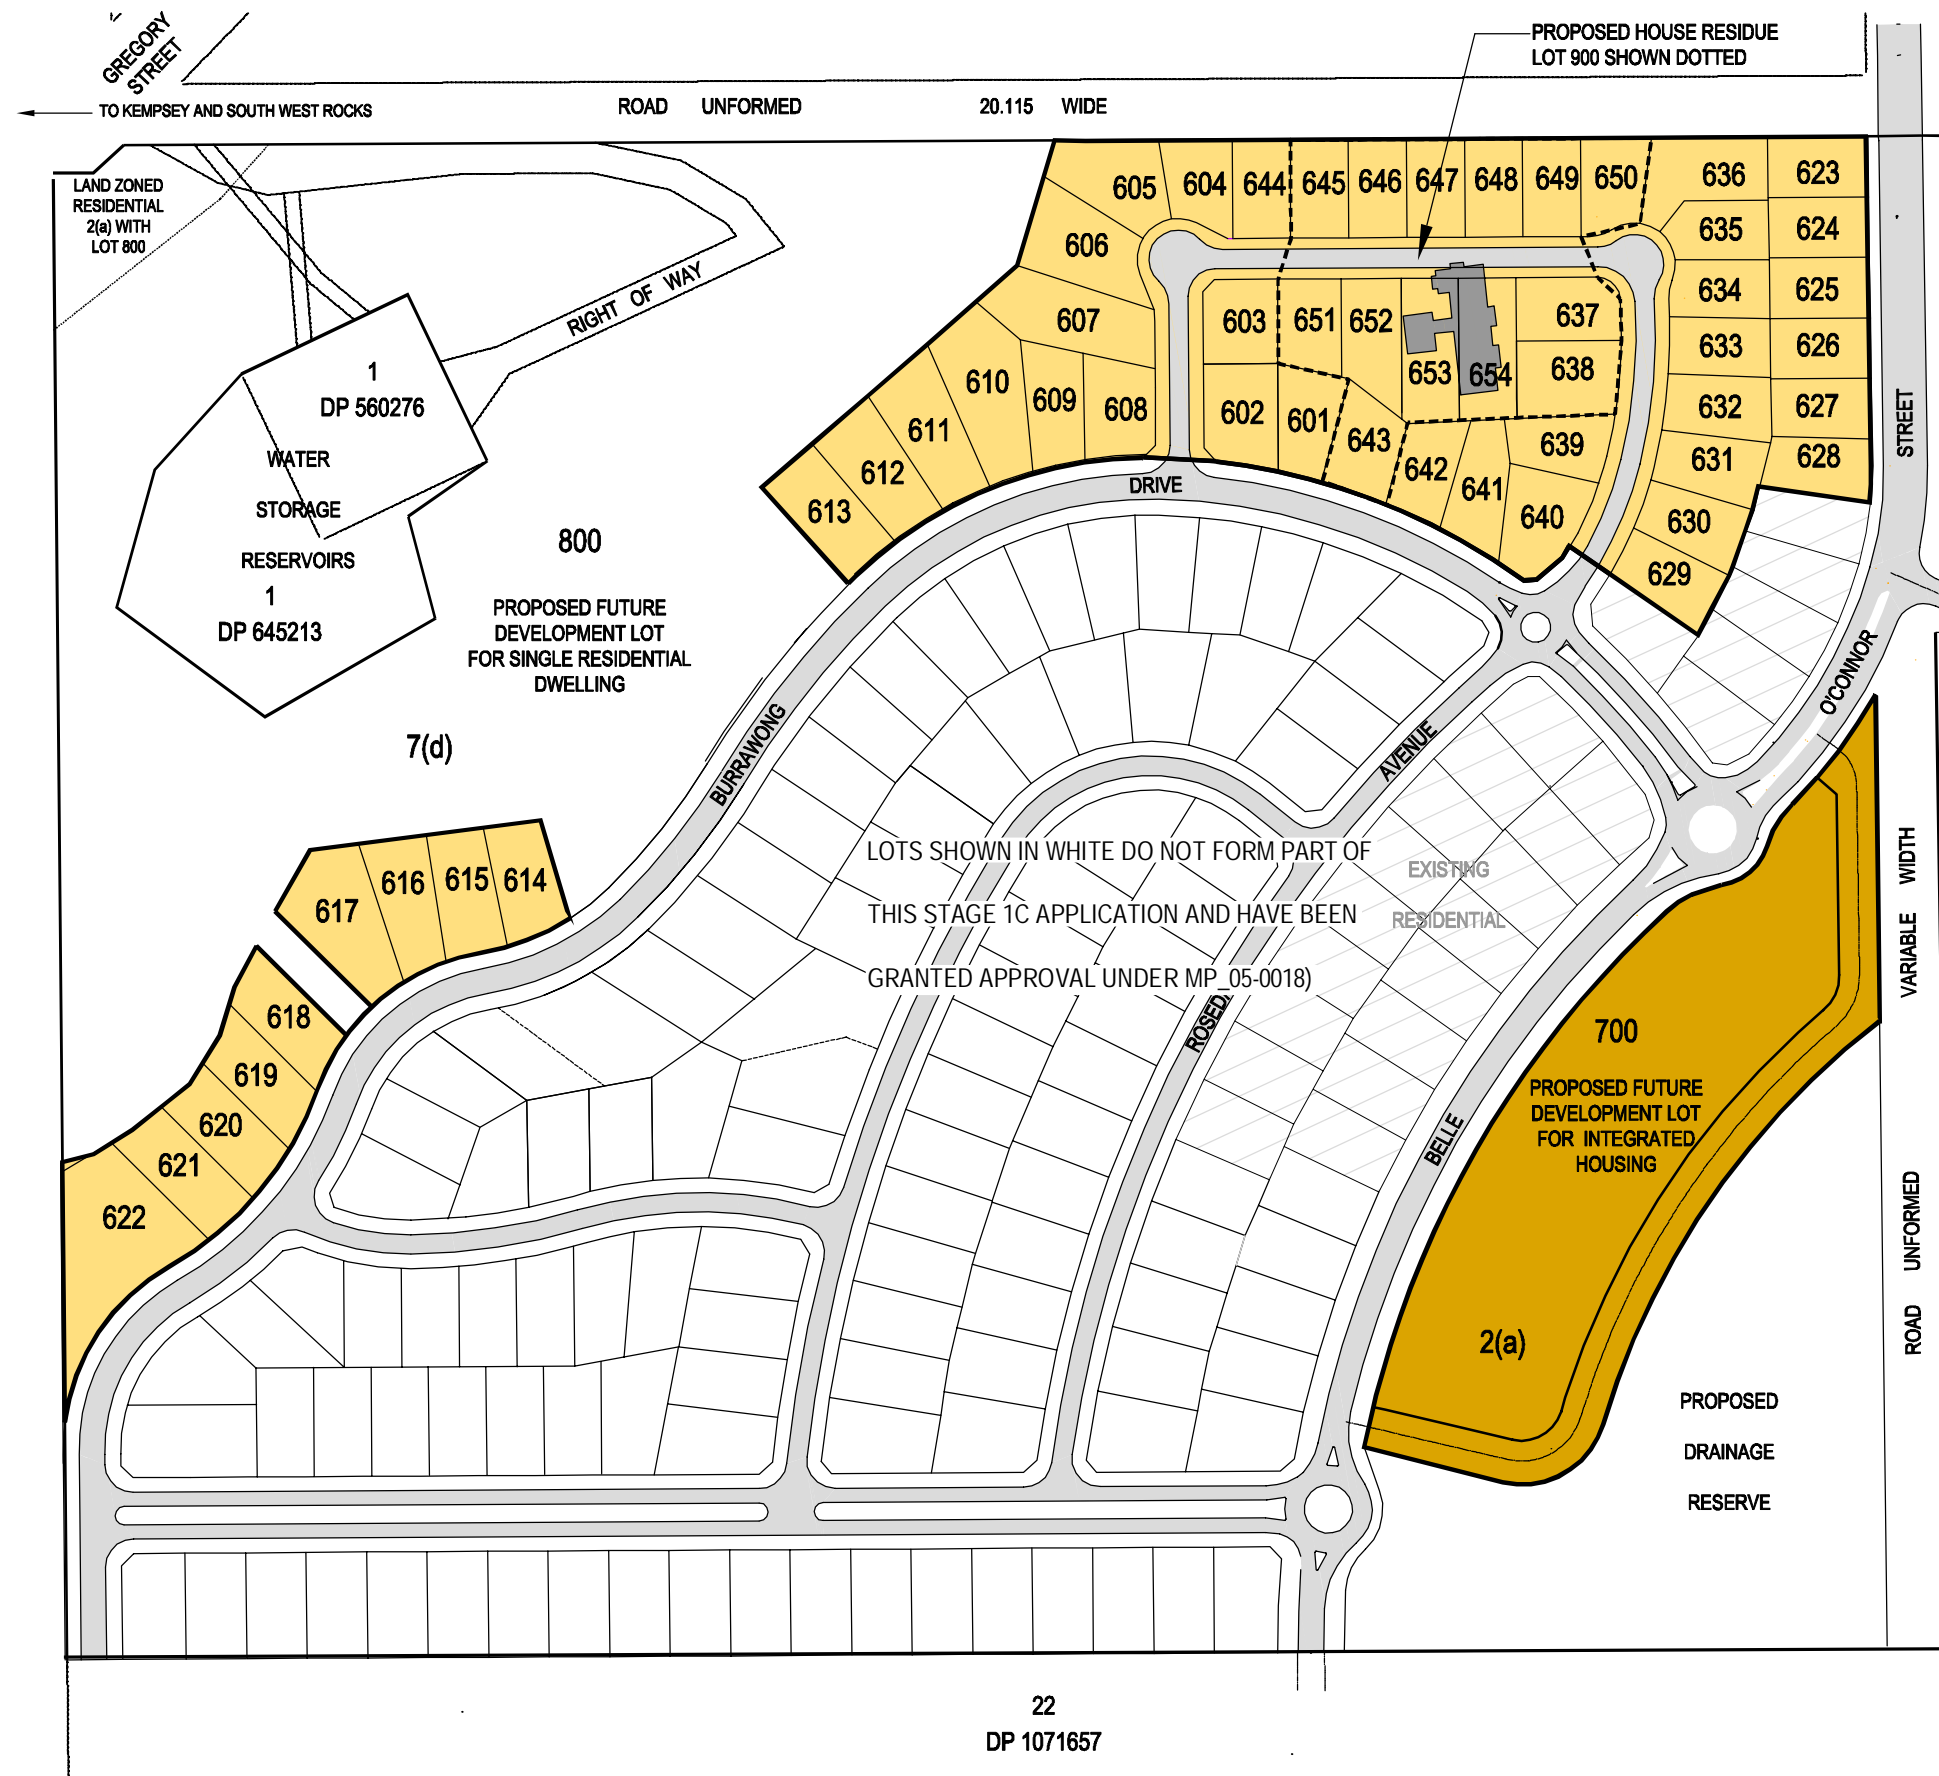 GREGORY
STREET
PROPOSED HOUSE RESIDUE
LOT 900 SHOWN DOTTED
TO KEMPSEY AND SOUTH WEST ROCKS
ROAD UNFORMED 20.115 WIDE
LAND ZONED
RESIDENTIAL
2(a) WITH
LOT 800
RIGHT OF WAY
1
DP 560276
WATER
STORAGE
RESERVOIRS
1
DP 645213
800
PROPOSED FUTURE
DEVELOPMENT LOT
FOR SINGLE RESIDENTIAL
DWELLING
7(d)
605 604 644 645 646 647 648 649 650 636 623
606 635 624
607 603 651 652 637 634 625
610 609 608 653 654 638 633 626
611 602 601 643 639 632 627
612 642 641 631 628
613 640 630
629
DRIVE
STREET
O'CONNOR
BURRAWONG
AVENUE
617 616 615 614
618
619
620
621
622
LOTS SHOWN IN WHITE DO NOT FORM PART OF
THIS STAGE 1C APPLICATION AND HAVE BEEN
GRANTED APPROVAL UNDER MP_05-0018)
EXISTING
RESIDENTIAL
ROSED
BELLE
700
PROPOSED FUTURE
DEVELOPMENT LOT
FOR INTEGRATED
HOUSING
2(a)
ROAD UNFORMED VARIABLE WIDTH
PROPOSED
DRAINAGE
RESERVE
22
DP 1071657